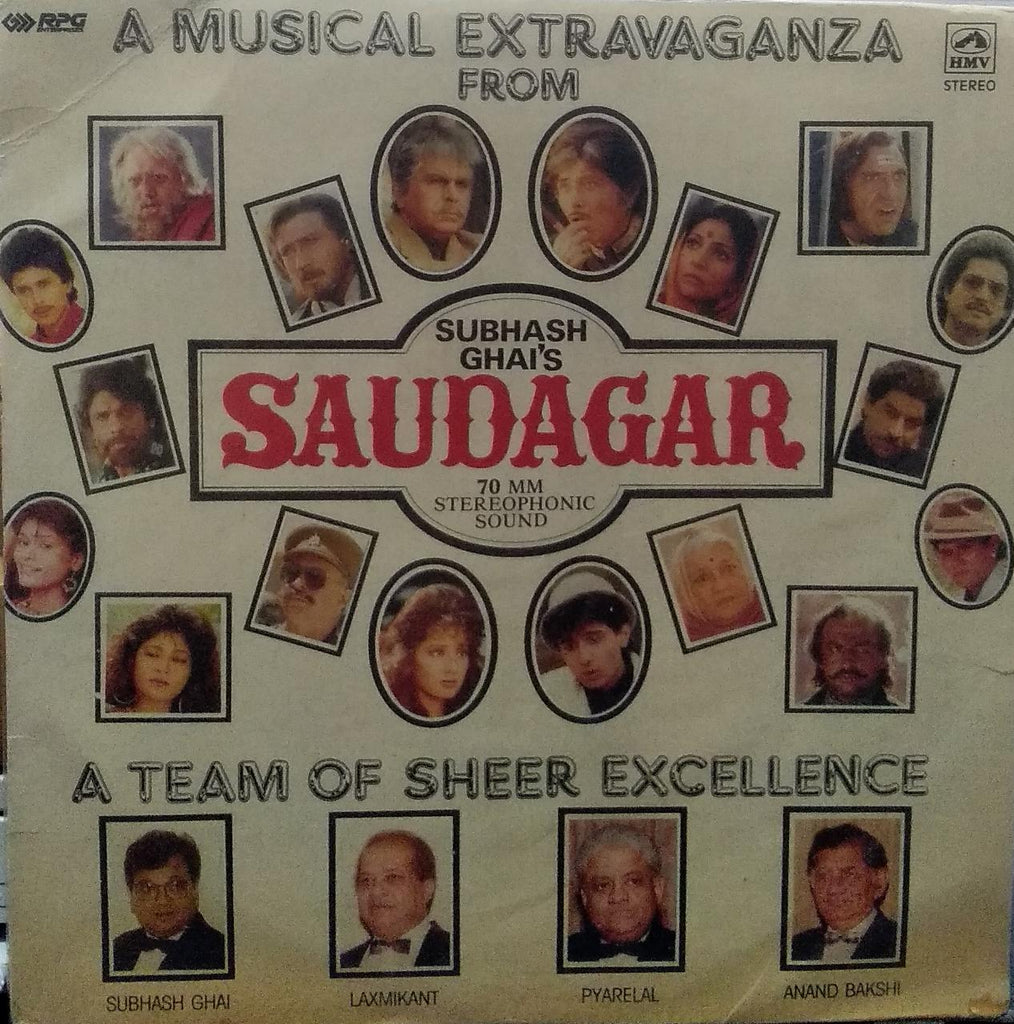 RPG
ENTERPRISES
A MUSICAL EXTRAVAGANZA
FROM
HMV
STEREO
SUBHASH
GHAI'S
SAUDAGAR
70 MM
STEREOPHONIC
SOUND
A TEAM OF SHEER EXCELLENCE
SUBHASH GHAI
LAXMIKANT
PYARELAL
ANAND BAKSHI